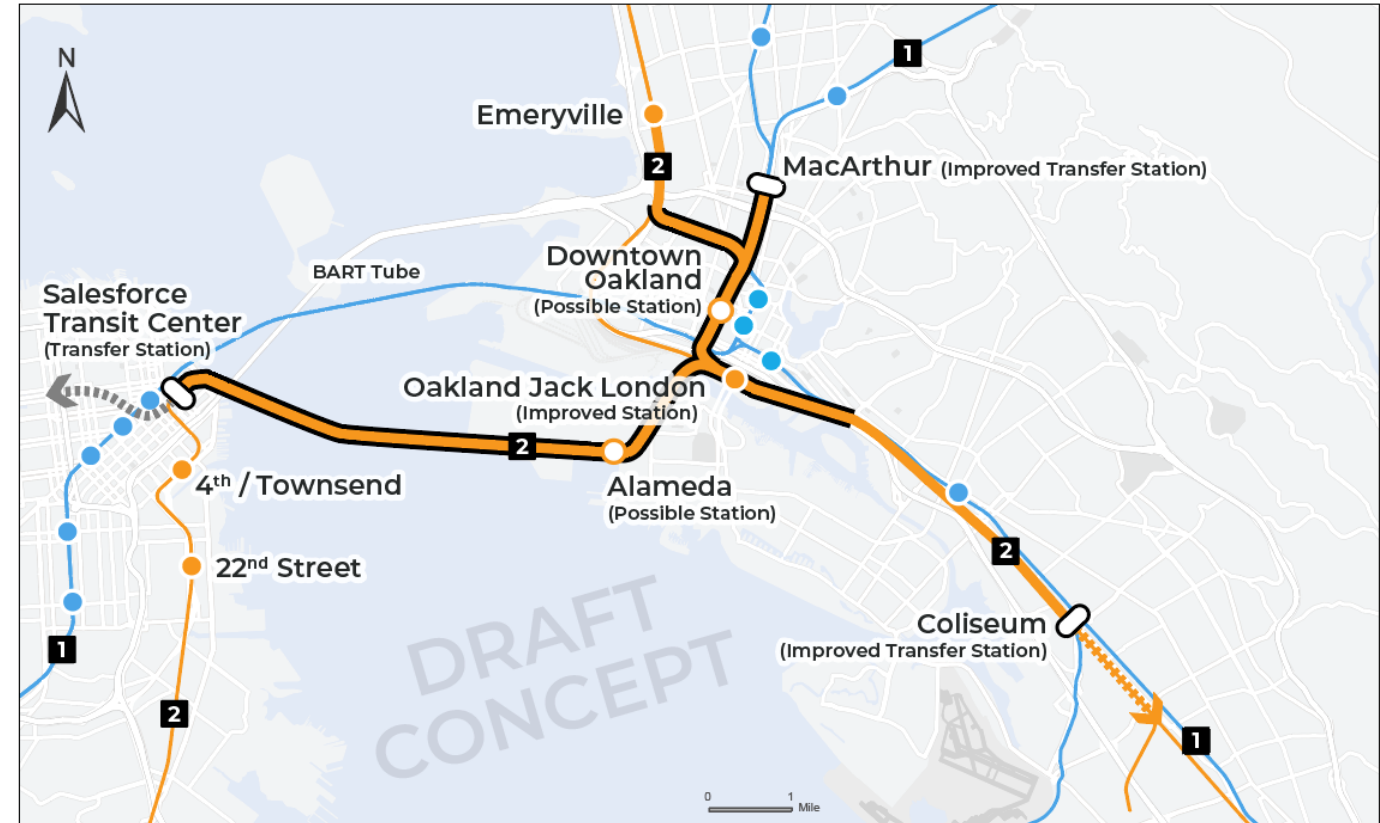 N
1
Emeryville
2
MacArthur (Improved Transfer Station)
Downtown
Oakland
(Possible Station)
BART Tube
Salesforce
Transit Center
(Transfer Station)
Oakland Jack London
(Improved Station)
2
4th / Townsend
Alameda
(Possible Station)
2
22nd Street
DRAFT
CONCEPT
Coliseum
(Improved Transfer Station)
1
2
1
0 1
Mile